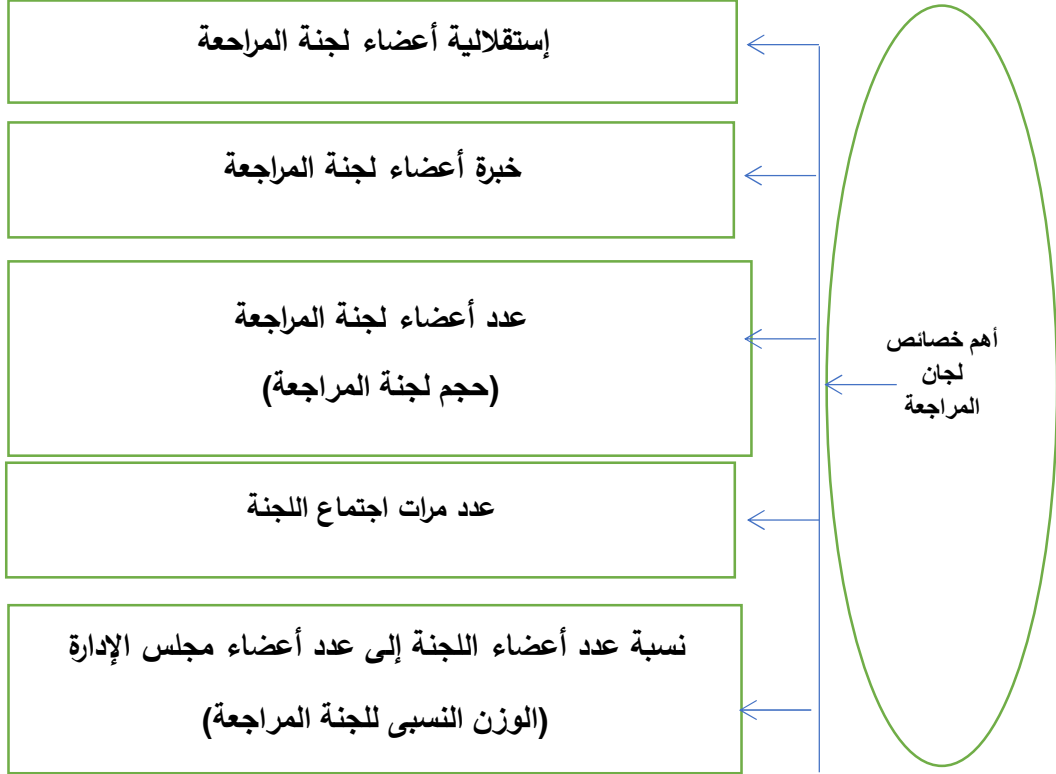 أهم خصائص
لجان
المراجعة
إستقلالية أعضاء لجنة المراحعة
خبرة أعضاء لجنة المراجعة
عدد أعضاء لجنة المراجعة
(حجم لجنة المراجعة)
عدد مرات اجتماع اللجنة
نسبة عدد أعضاء اللجنة إلى عدد أعضاء مجلس الإدارة
(الوزن النسبى للجنة المراجعة)